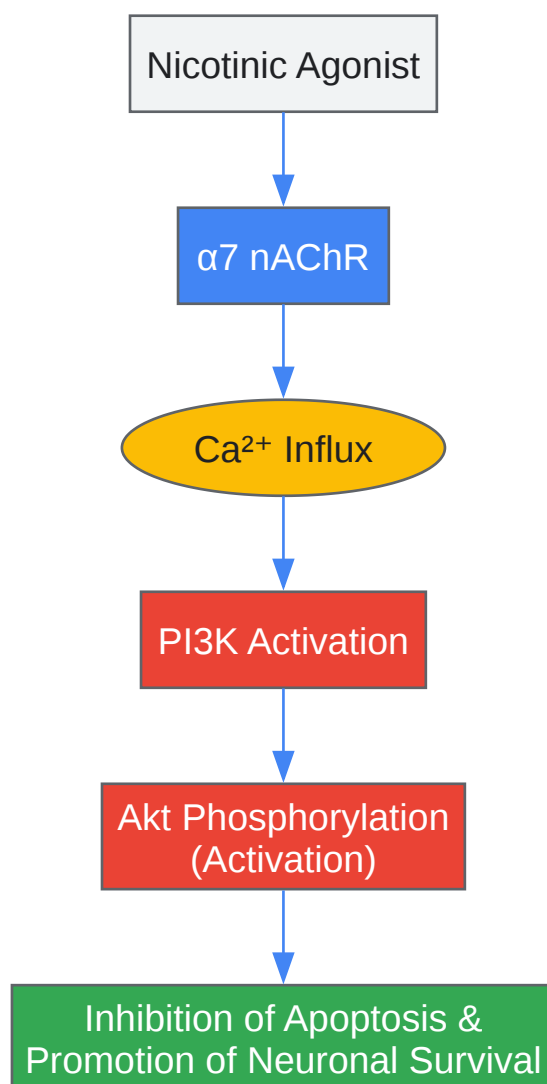 Nicotinic Agonist
α7 nAChR
Ca²⁺ Influx
PI3K Activation
Akt Phosphorylation
(Activation)
Inhibition of Apoptosis &
Promotion of Neuronal Survival